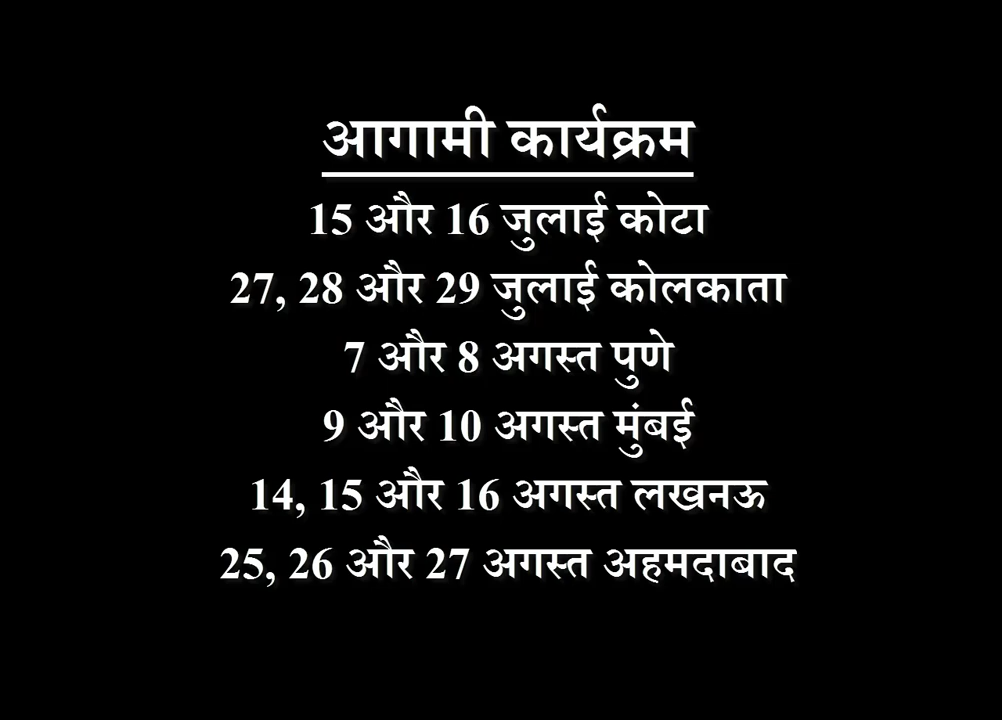 आगामी कार्यक्रम
15 और 16 जुलाई कोटा
27, 28 और 29 जुलाई कोलकाता
7 और 8 अगस्त पुणे
9 और 10 अगस्त मुंबई
14, 15 और 16 अगस्त लखनऊ
25, 26 और 27 अगस्त अहमदाबाद